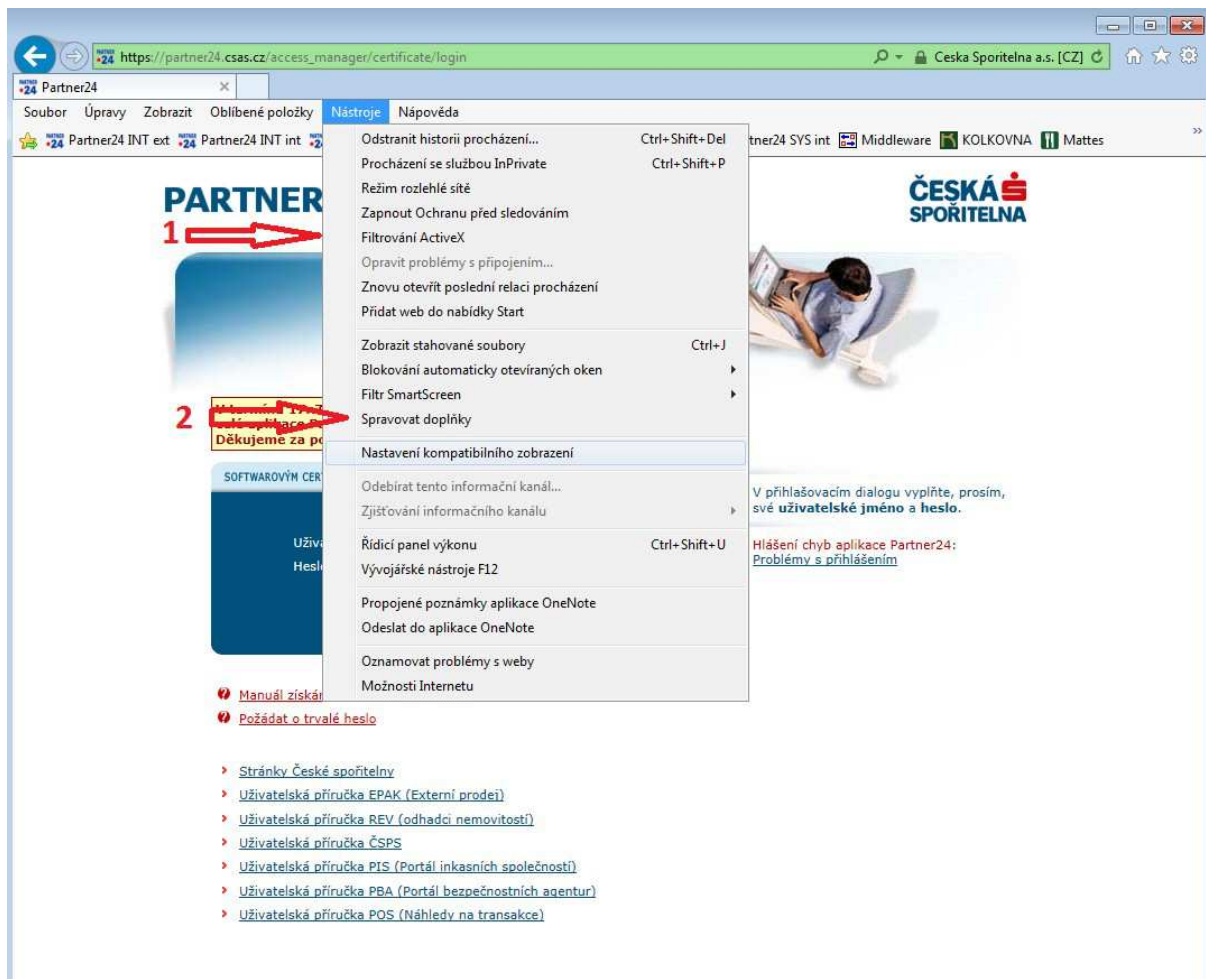 PARTNER 24 https://partner24.csas.cz/access_manager/certificate/login Ceska Sporitelna a.s. [CZ]
PARTNER 24 Partner24
Soubor Úpravy Zobrazit Oblíbené položky Nástroje Nápověda
Partner24 INT ext Partner24 INT int tner24 SYS int Middleware KOLKOVNA Mattes
Odstranit historii procházení... Ctrl+Shift+Del
Procházení se službou InPrivate Ctrl+Shift+P
Režim rozlehlé sítě
Zapnout Ochranu před sledováním
Filtrování ActiveX
Opravit problémy s připojením...
Znovu otevřít poslední relaci procházení
Přidat web do nabídky Start
Zobrazit stahované soubory Ctrl+J
Blokování automaticky otevíraných oken
Filtr SmartScreen
Spravovat doplňky
Nastavení kompatibilního zobrazení
Odebírat tento informační kanál...
Zjišťování informačního kanálu
Řídicí panel výkonu Ctrl+Shift+U
Vývojářské nástroje F12
Propojené poznámky aplikace OneNote
Odeslat do aplikace OneNote
Oznamovat problémy s weby
Možnosti Internetu
PARTNER
ČESKÁ
SPOŘITELNA
1
2
Děkujeme za po
SOFTWAROVÝM CER
Uživa
Heslo
V přihlašovacím dialogu vyplňte, prosím,
své uživatelské jméno a heslo.
Hlášení chyb aplikace Partner24:
Problémy s přihlášením
Manuál získán
Požádat o trvalé heslo
Stránky České spořitelny
Uživatelská příručka EPAK (Externí prodej)
Uživatelská příručka REV (odhadci nemovitostí)
Uživatelská příručka ČSPS
Uživatelská příručka PIS (Portál inkasních společností)
Uživatelská příručka PBA (Portál bezpečnostních agentur)
Uživatelská příručka POS (Náhledy na transakce)